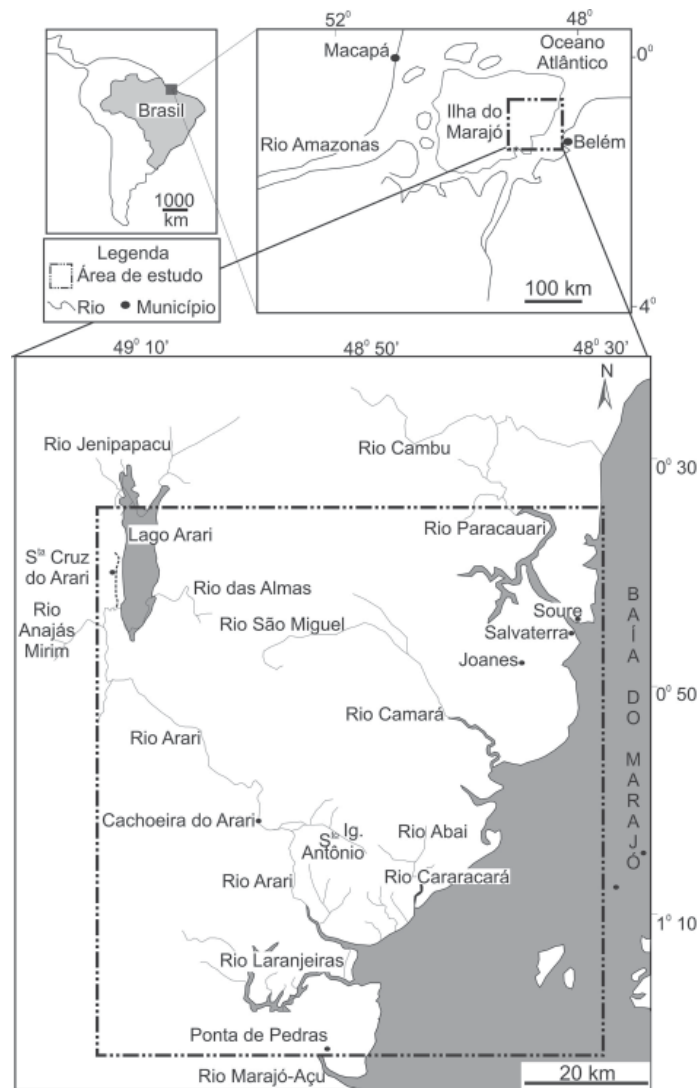 52°
48°
Macapá
Oceano
Atlântico
0°
Brasil
Ilha do
Marajó
Rio Amazonas
Belém
1000
km
Legenda
Área de estudo
Rio
Município
100 km
4°
49° 10'
48° 50'
48° 30'
N
Rio Jenipapacu
Rio Cambu
0° 30
Lago Arari
Rio Paracauari
Sta Cruz
do Arari
Rio das Almas
Rio
Anajás
Mirim
Rio São Miguel
Soure
Salvaterra
Joanes
BAÍA DO MARAJÓ
0° 50
Rio Camará
Rio Arari
Cachoeira do Arari
Sto Ig.
Antônio
Rio Abai
Rio Arari
Rio Cararacará
1° 10
Rio Laranjeiras
Ponta de Pedras
Rio Marajó-Açu
20 km